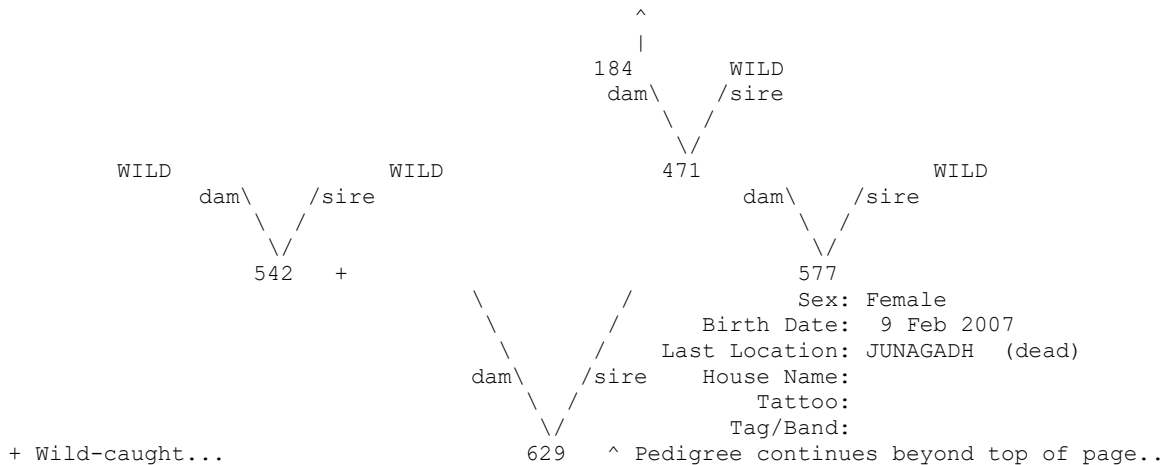 ^
|
184 WILD
dam\ /sire
\ /
\/
WILD WILD 471 WILD
dam\ /sire dam\ /sire
\ / \ /
\/ \/
542 + 577
\ / Sex: Female
\ / Birth Date: 9 Feb 2007
\ / Last Location: JUNAGADH (dead)
dam\ /sire House Name:
\ / Tattoo:
\/ Tag/Band:
+ Wild-caught... 629 ^ Pedigree continues beyond top of page..